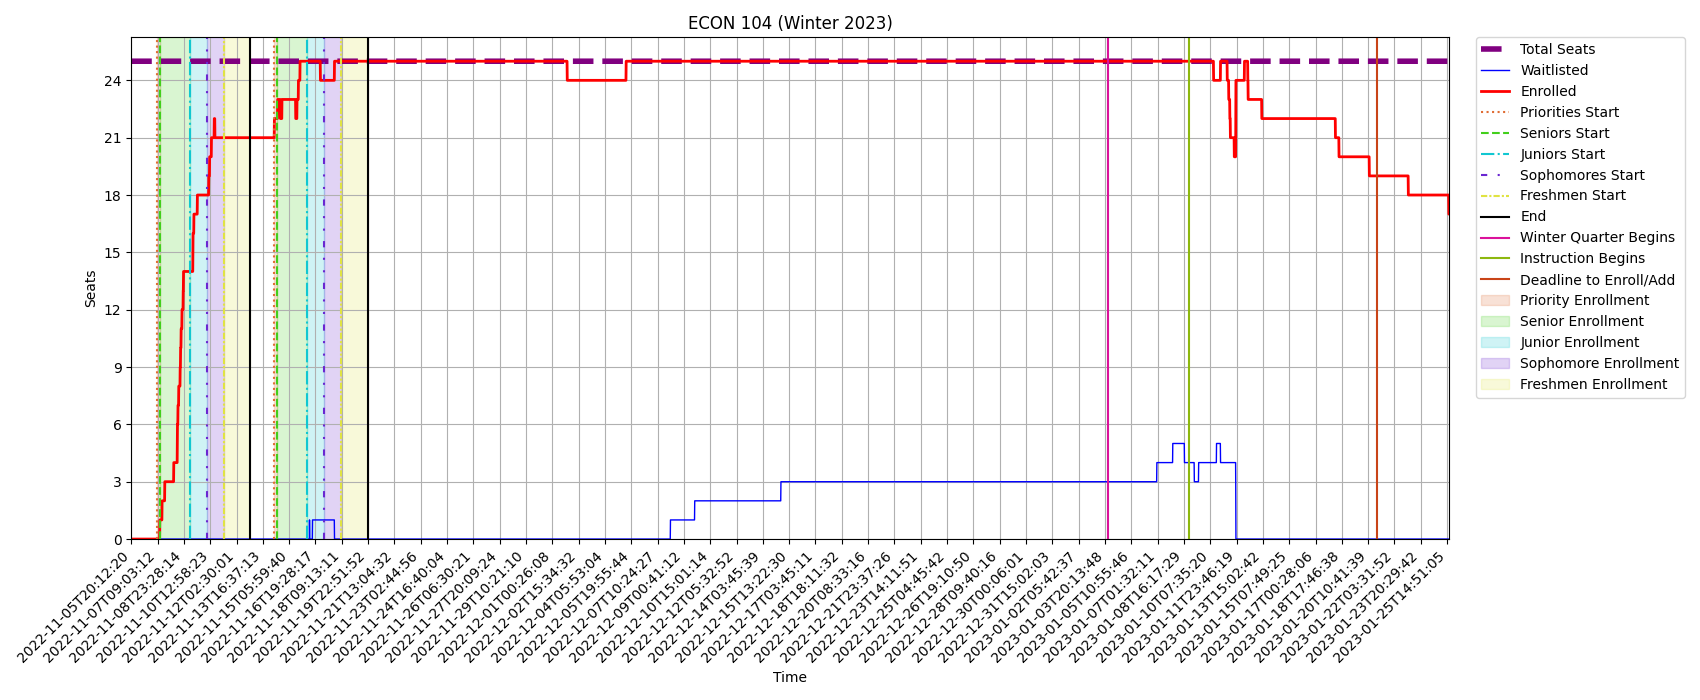 ECON 104 (Winter 2023)
Seats
24
21
18
15
12
9
6
3
0
2022-11-05T20:12:20
2022-11-07T09:03:12
2022-11-08T23:28:14
2022-11-10T12:58:23
2022-11-12T02:30:01
2022-11-13T16:37:13
2022-11-15T05:59:40
2022-11-16T19:28:17
2022-11-18T09:13:11
2022-11-19T22:51:52
2022-11-21T13:04:32
2022-11-23T02:44:56
2022-11-24T16:40:04
2022-11-26T06:30:21
2022-11-27T20:09:24
2022-11-29T10:21:10
2022-12-01T00:26:08
2022-12-02T15:34:32
2022-12-04T05:53:04
2022-12-05T19:55:44
2022-12-07T10:24:27
2022-12-09T00:41:12
2022-12-10T15:01:14
2022-12-12T05:32:52
2022-12-14T03:45:39
2022-12-15T13:22:30
2022-12-17T03:45:11
2022-12-18T18:11:32
2022-12-20T08:33:16
2022-12-21T23:37:26
2022-12-23T14:11:51
2022-12-25T04:45:42
2022-12-26T19:10:50
2022-12-28T09:40:16
2022-12-30T00:06:01
2022-12-31T15:02:03
2023-01-02T05:42:37
2023-01-03T20:13:48
2023-01-05T10:55:46
2023-01-07T01:32:11
2023-01-08T16:17:29
2023-01-10T07:35:20
2023-01-11T23:46:19
2023-01-13T15:02:42
2023-01-15T07:49:25
2023-01-17T00:28:06
2023-01-18T17:46:38
2023-01-20T10:41:39
2023-01-22T03:31:52
2023-01-23T20:29:42
2023-01-25T14:51:05
Time
Total Seats
Waitlisted
Enrolled
Priorities Start
Seniors Start
Juniors Start
Sophomores Start
Freshmen Start
End
Winter Quarter Begins
Instruction Begins
Deadline to Enroll/Add
Priority Enrollment
Senior Enrollment
Junior Enrollment
Sophomore Enrollment
Freshmen Enrollment